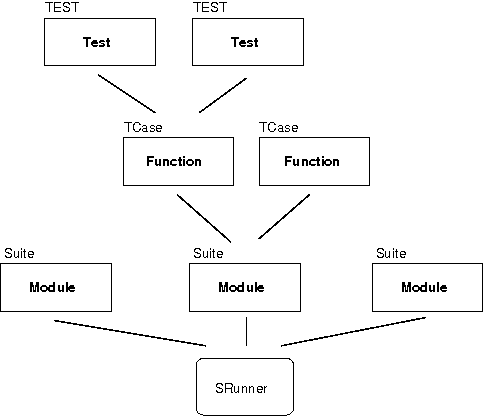 TEST
TEST
Test
Test
TCase
TCase
Function
Function
Suite
Suite
Suite
Module
Module
Module
SRunner